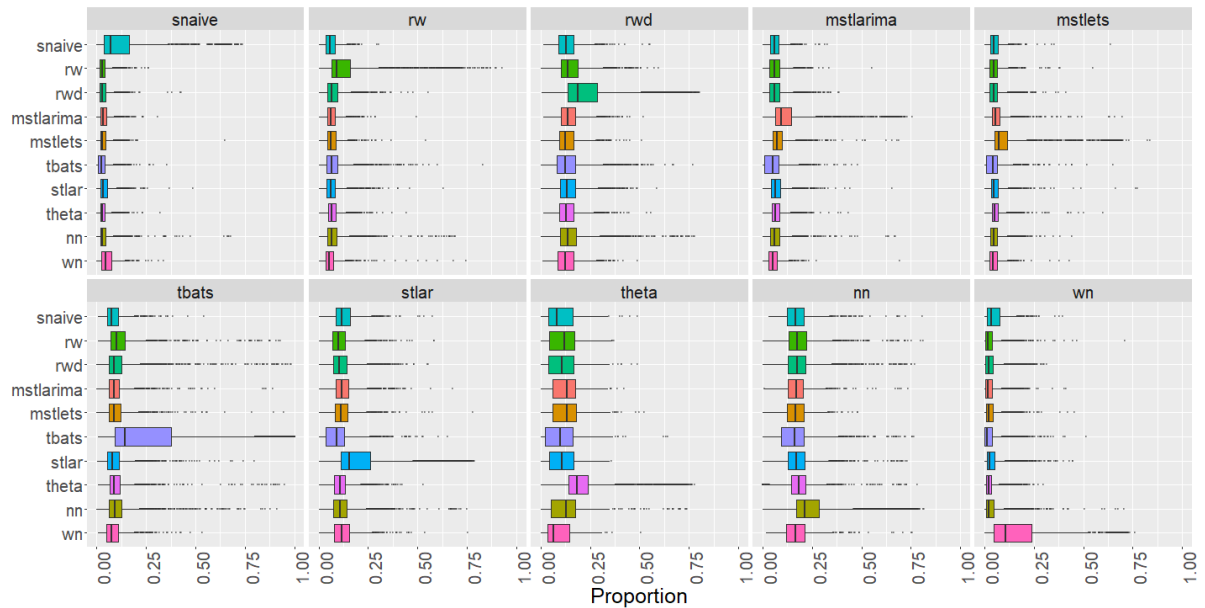 snaive rw rwd mstlarima mstlets
snaive
rw
rwd
mstlarima
mstlets
tbats
stlar
theta
nn
wn
tbats stlar theta nn wn
snaive
rw
rwd
mstlarima
mstlets
tbats
stlar
theta
nn
wn
0.00 0.25 0.50 0.75 1.00 0.00 0.25 0.50 0.75 1.00 0.00 0.25 0.50 0.75 1.00 0.00 0.25 0.50 0.75 1.00 0.00 0.25 0.50 0.75 1.00
Proportion